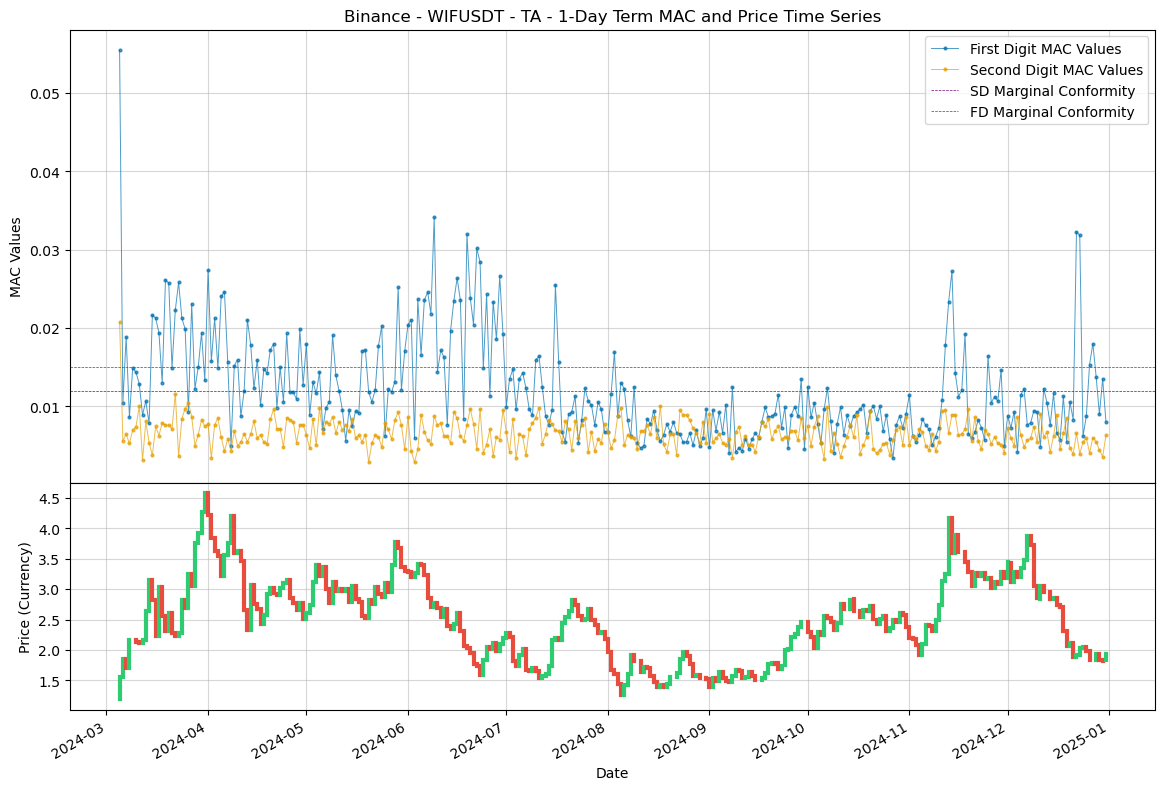 Binance - WIFUSDT - TA - 1-Day Term MAC and Price Time Series
First Digit MAC Values
Second Digit MAC Values
SD Marginal Conformity
FD Marginal Conformity
MAC Values
0.05
0.04
0.03
0.02
0.01
Price (Currency)
4.5
4.0
3.5
3.0
2.5
2.0
1.5
2024-03
2024-04
2024-05
2024-06
2024-07
2024-08
2024-09
2024-10
2024-11
2024-12
2025-01
Date